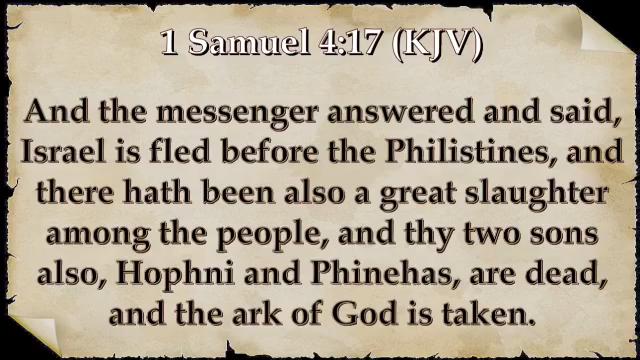 1 Samuel 4:17 (KJV)
And the messenger answered and said,
Israel is fled before the Philistines, and
there hath been also a great slaughter
among the people, and thy two sons
also, Hophni and Phinehas, are dead,
and the ark of God is taken.